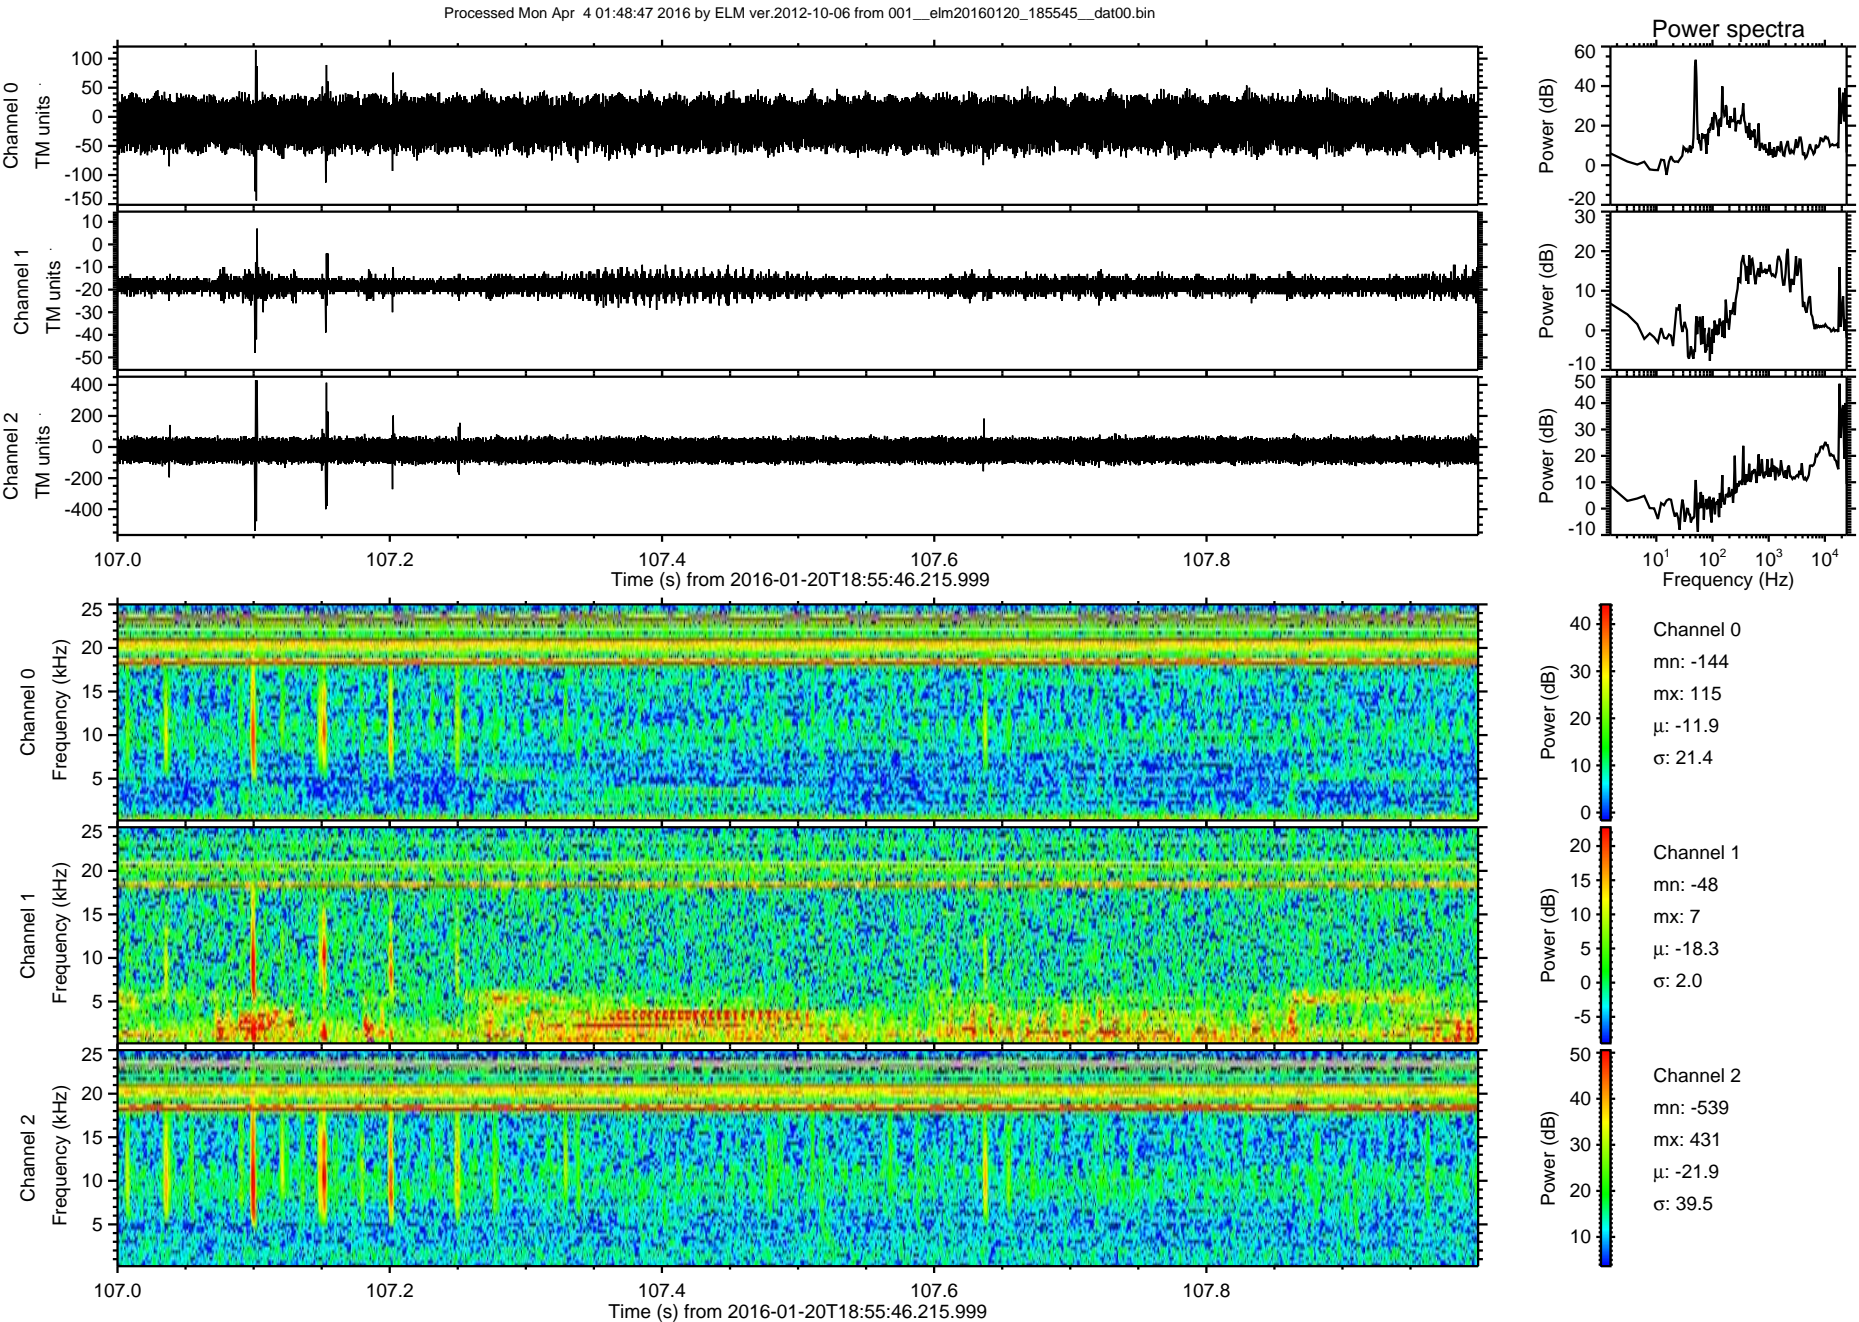 Processed Mon Apr  4 01:48:47 2016 by ELM ver.2012-10-06 from 001__elm20160120_185545__dat00.bin
Power spectra
Channel 0
TM units
100
50
0
-50
-100
-150
Power (dB)
60
40
20
0
-20
Channel 1
TM units
10
0
-10
-20
-30
-40
-50
Power (dB)
30
20
10
0
-10
Channel 2
TM units
400
200
0
-200
-400
Power (dB)
50
40
30
20
10
0
-10
107.0 107.2 107.4 107.6 107.8
Time (s) from 2016-01-20T18:55:46.215.999
10^1 10^2 10^3 10^4
Frequency (Hz)
Channel 0
Frequency (kHz)
25
20
15
10
5
Power (dB)
40
30
20
10
0
Channel 0
mn: -144
mx: 115
μ: -11.9
σ: 21.4
Channel 1
Frequency (kHz)
25
20
15
10
5
Power (dB)
20
15
10
5
0
-5
Channel 1
mn: -48
mx: 7
μ: -18.3
σ: 2.0
Channel 2
Frequency (kHz)
25
20
15
10
5
Power (dB)
50
40
30
20
10
Channel 2
mn: -539
mx: 431
μ: -21.9
σ: 39.5
107.0 107.2 107.4 107.6 107.8
Time (s) from 2016-01-20T18:55:46.215.999